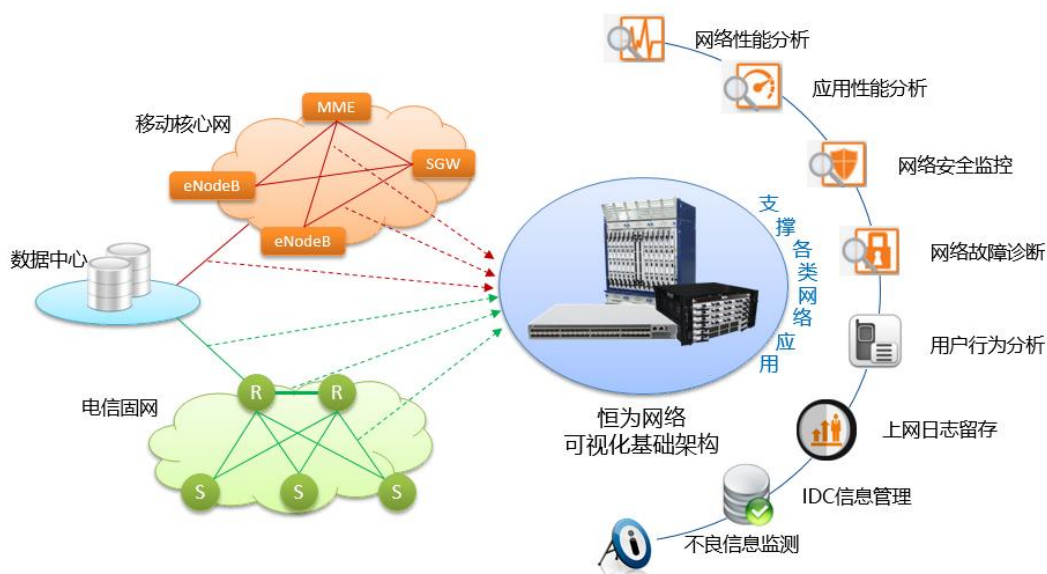 移动核心网
MME
SGW
eNodeB
eNodeB
数据中心
电信固网
R
R
S
S
S
支撑各类网络应用
恒为网络
可视化基础架构
网络性能分析
应用性能分析
网络安全监控
网络故障诊断
用户行为分析
上网日志留存
IDC信息管理
不良信息监测